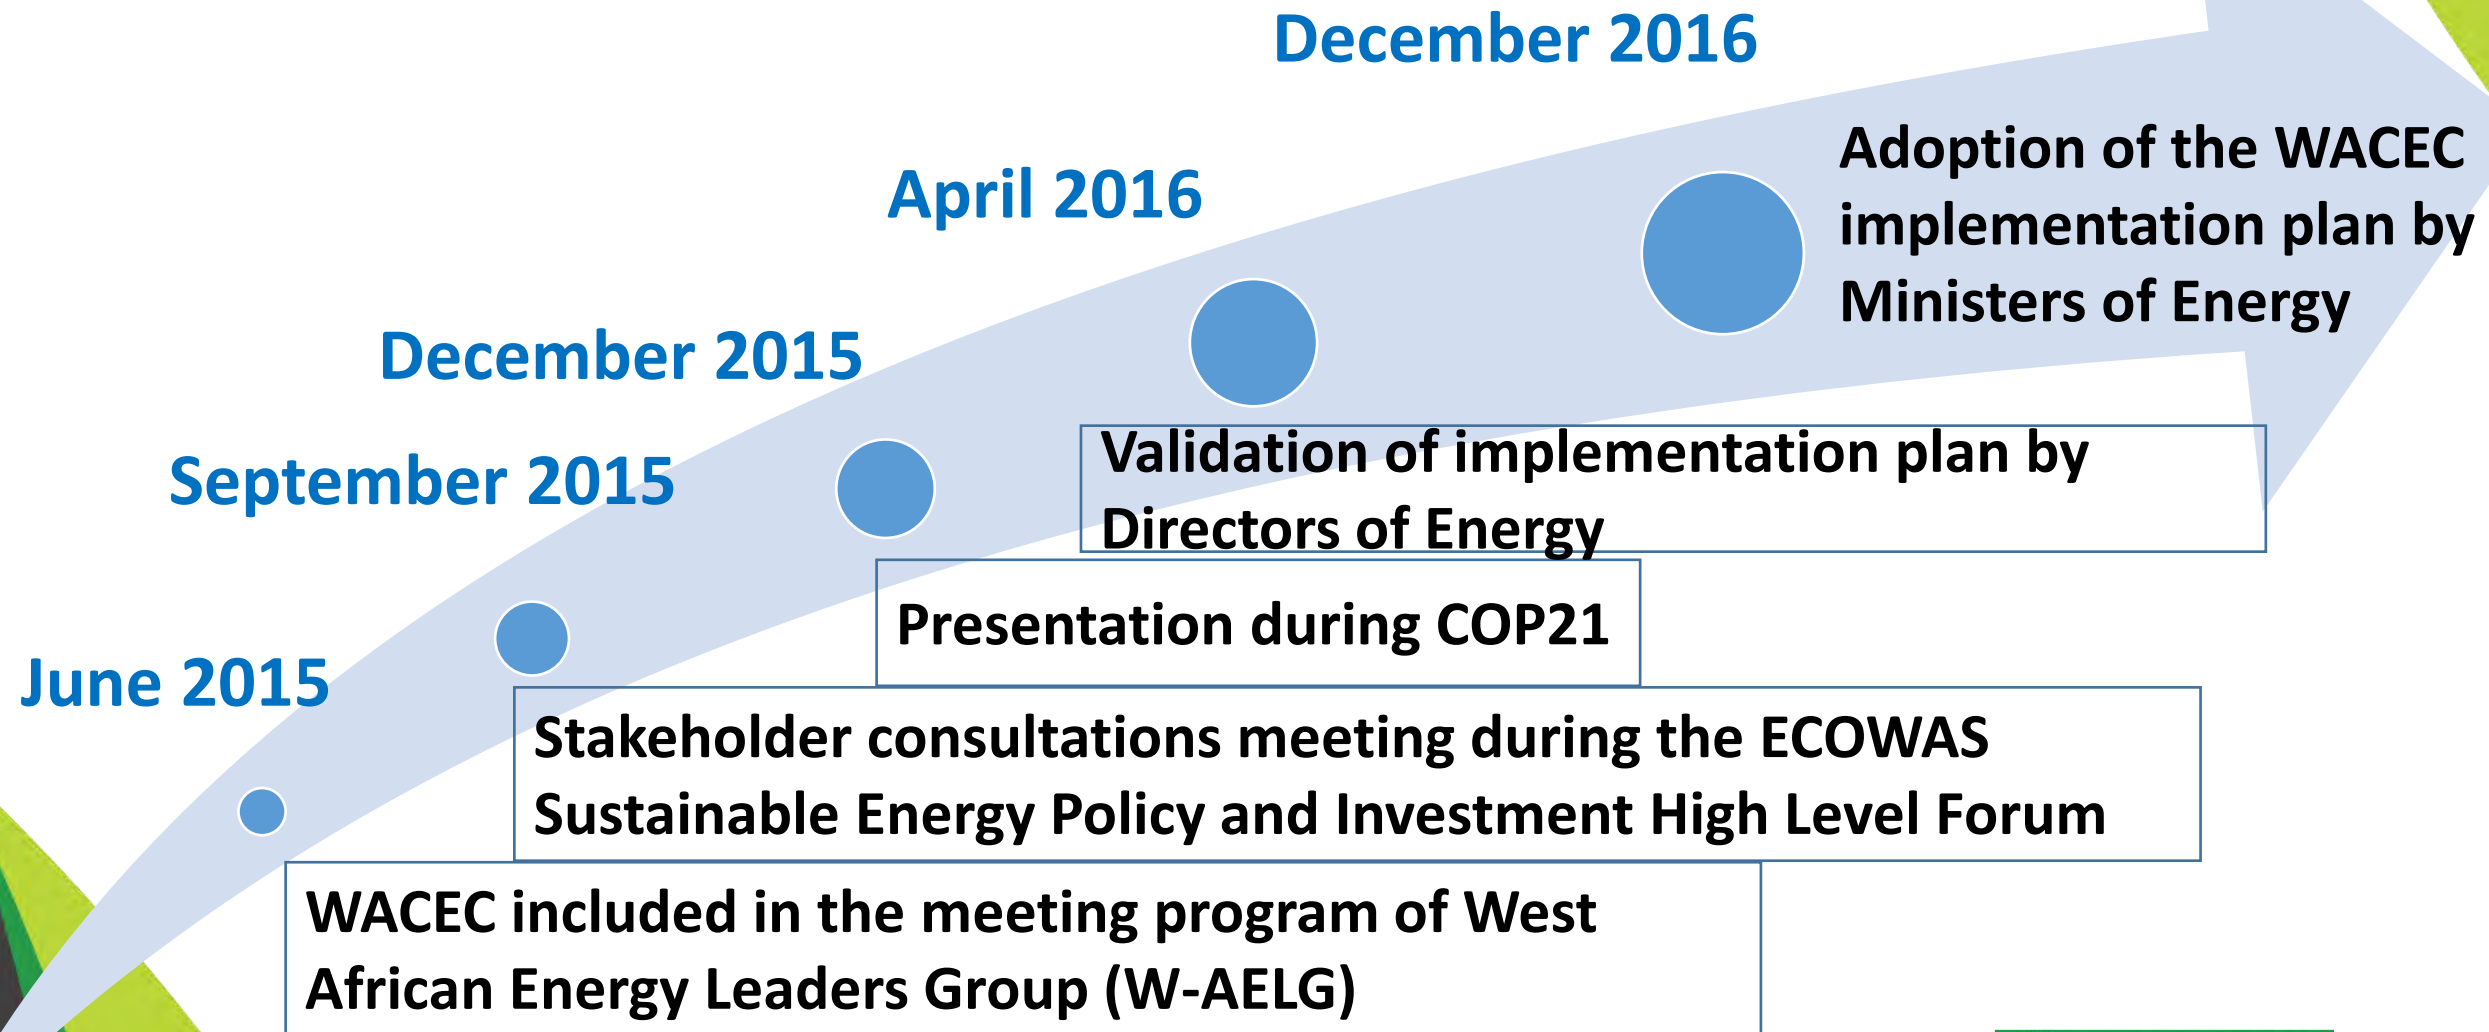 December 2016
Adoption of the WACEC
implementation plan by
Ministers of Energy
April 2016
December 2015
Validation of implementation plan by
Directors of Energy
September 2015
Presentation during COP21
June 2015
Stakeholder consultations meeting during the ECOWAS
Sustainable Energy Policy and Investment High Level Forum
WACEC included in the meeting program of West
African Energy Leaders Group (W-AELG)